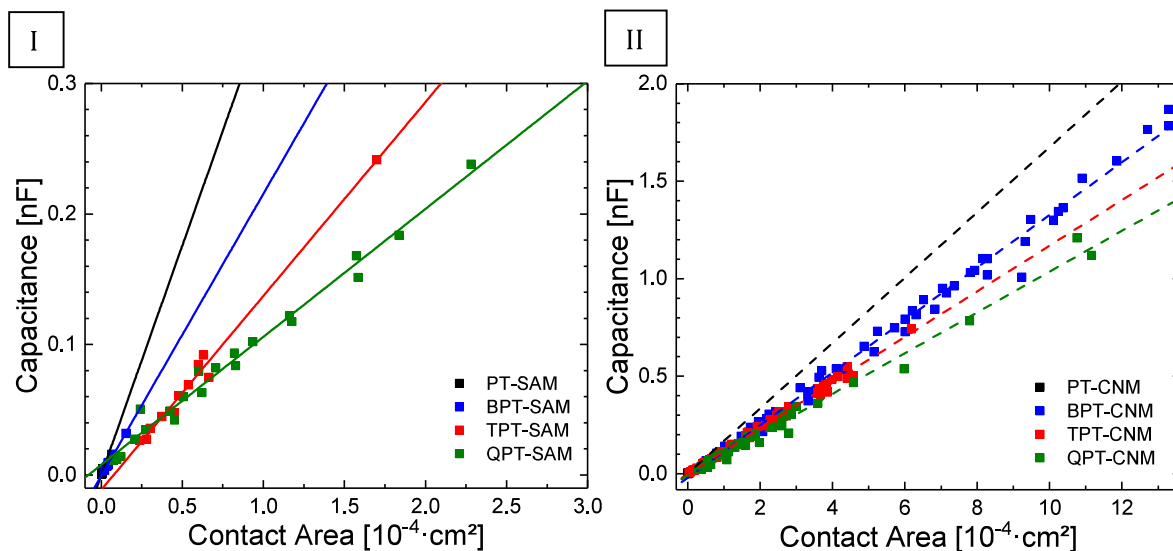 I
0.3
0.2
0.1
0.0
Capacitance [nF]
PT-SAM
BPT-SAM
TPT-SAM
QPT-SAM
0.0 0.5 1.0 1.5 2.0 2.5 3.0
Contact Area [10⁻⁴·cm²]
II
2.0
1.5
1.0
0.5
0.0
Capacitance [nF]
PT-CNM
BPT-CNM
TPT-CNM
QPT-CNM
0 2 4 6 8 10 12
Contact Area [10⁻⁴·cm²]